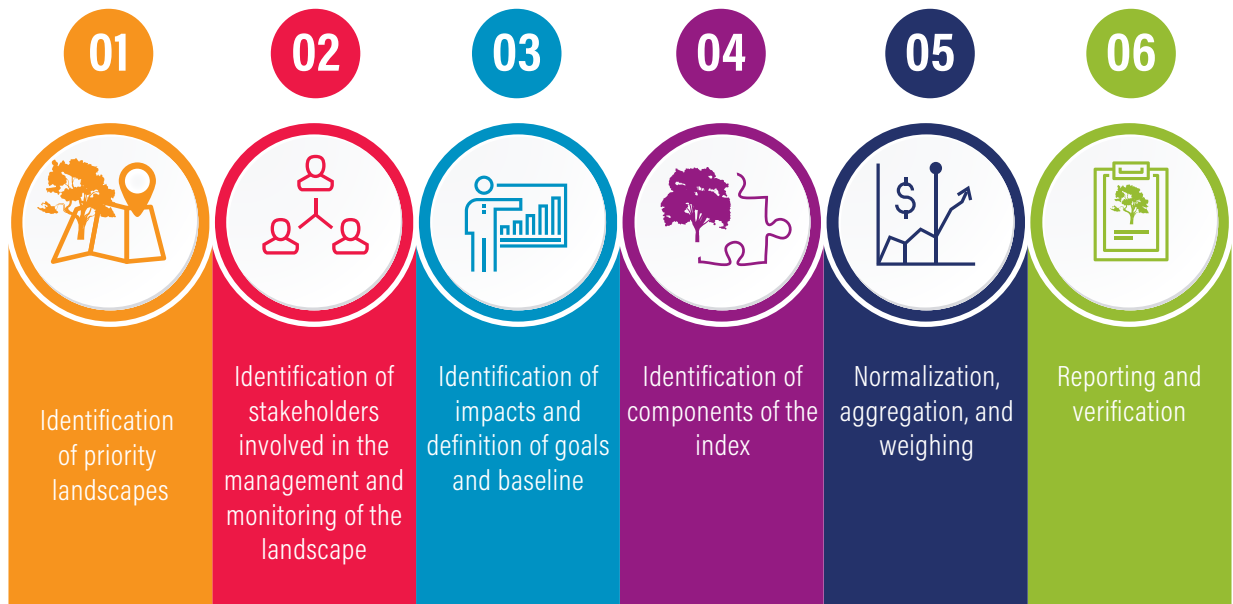 01
02
03
04
05
06
Identification
of priority
landscapes
Identification of
stakeholders
involved in the
management and
monitoring of the
landscape
Identification of
impacts and
definition of goals
and baseline
Identification of
components of the
index
$
Normalization,
aggregation, and
weighing
Reporting and
verification